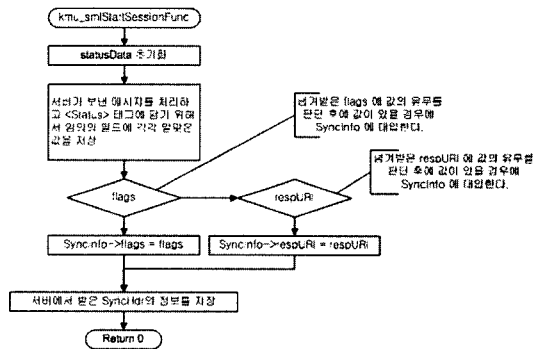 kmu_smlStartSessionFunc
statusData 초기화
서버가 보낸 메시지를 처리하
고 <Status> 태그에 담기 위해
서 임의의 필드에 각각 알맞은
값을 저장
넘겨받은 flags 에 값의 유무를
판단 후에 값이 있을 경우에
SyncInfo 에 대입한다.
넘겨받은 respURI 에 값의 유무를
판단 후에 값이 있을 경우에
SyncInfo 에 대입한다.
flags
respURI
SyncInfo->flags = flags
SyncInfo->respURI = respURI
서버에서 받은 SyncHdr의 정보를 저장
Return 0